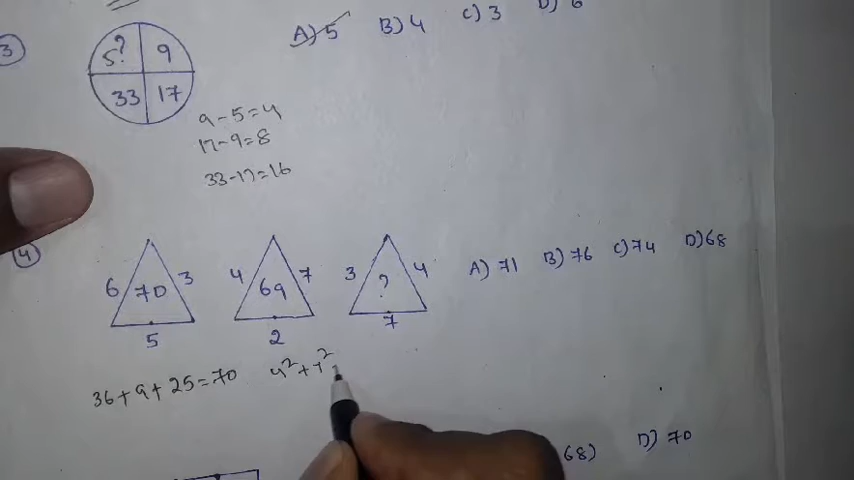 3
A) 5 B) 4 C) 3 D) 6
5? 9
33 17
9-5=4
17-9=8
33-17=16
4
6 70 3
5
4 69 7
2
3 ? 4
7
A) 71 B) 76 C) 74 D) 68
36+9+25=70
4²+7²
68) D) 70